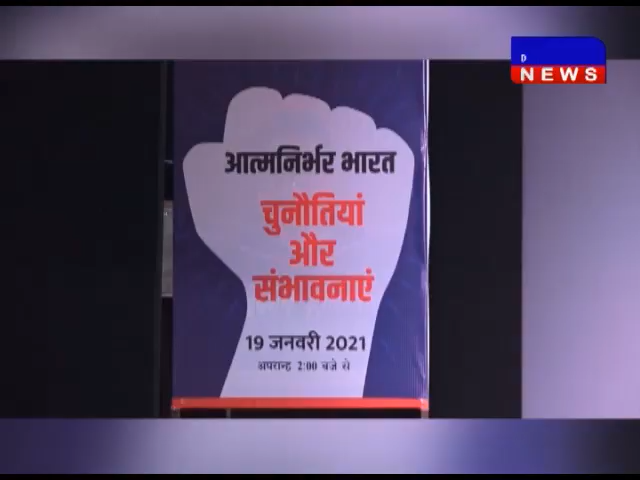 D
NEWS
आत्मनिर्भर भारत
चुनौतियां
और
संभावनाएं
19 जनवरी 2021
अपरान्ह 2:00 बजे से